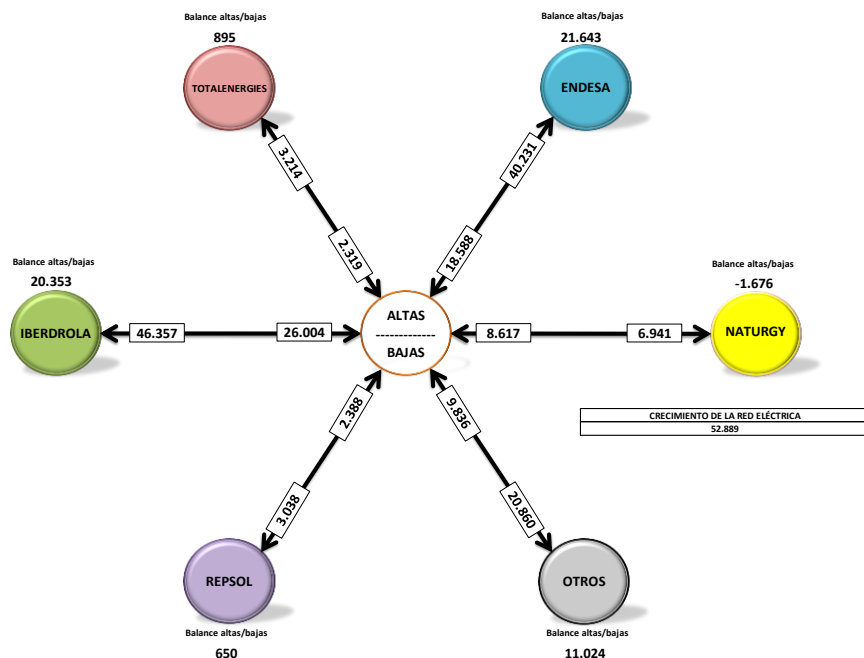 Balance altas/bajas
895
TOTALENERGIES
Balance altas/bajas
21.643
ENDESA
3.214
2.319
40.231
18.588
Balance altas/bajas
20.353
IBERDROLA
46.357
26.004
ALTAS
-------------
BAJAS
8.617
6.941
Balance altas/bajas
-1.676
NATURGY
2.388
3.038
9.836
20.860
CRECIMIENTO DE LA RED ELÉCTRICA
52.889
REPSOL
Balance altas/bajas
650
OTROS
Balance altas/bajas
11.024